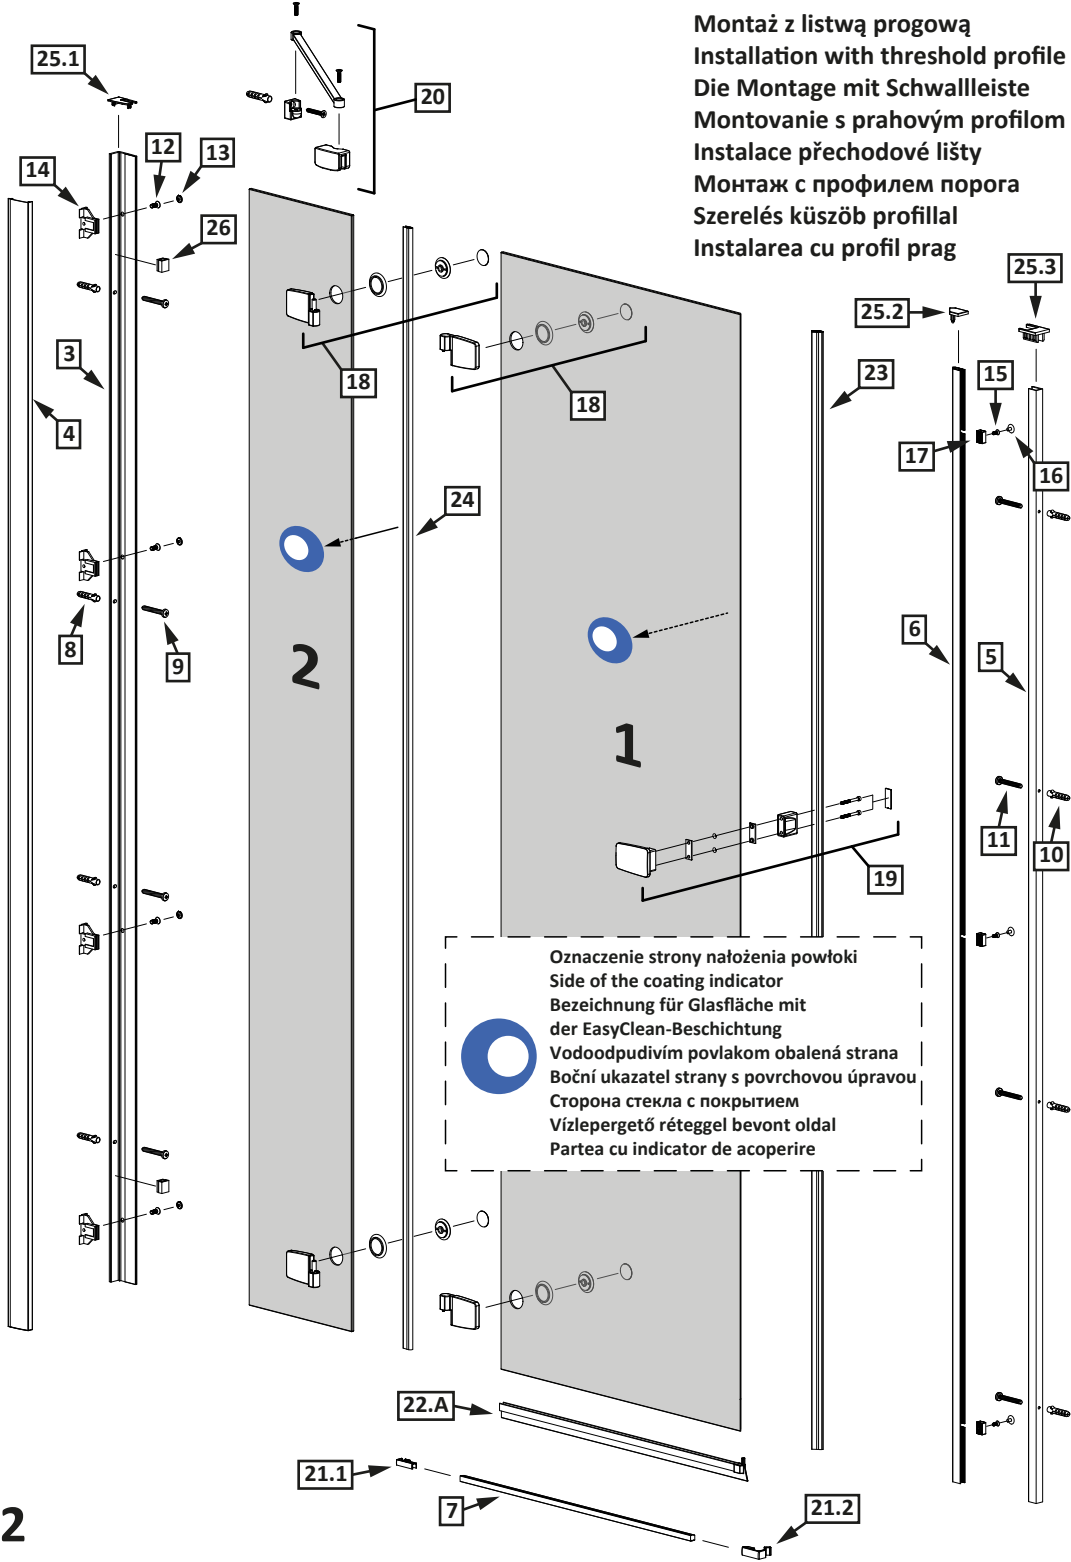 Montaż z listwą progową
Installation with threshold profile
Die Montage mit Schwallleiste
Montovanie s prahovým profilom
Instalace přechodové lišty
Монтаж с профилем порога
Szerelés küszöb profillal
Instalarea cu profil prag
25.1
20
12
13
14
26
25.3
25.2
3
18
18
23
15
4
17
16
24
8
9
2
6
5
1
11
10
19
Oznaczenie strony nałożenia powłoki
Side of the coating indicator
Bezeichnung für Glasfläche mit
der EasyClean-Beschichtung
Vodoodpudivím povlakom obalená strana
Boční ukazatel strany s povrchovou úpravou
Сторона стекла с покрытием
Vízlepergető réteggel bevont oldal
Partea cu indicator de acoperire
22.A
21.1
7
21.2
2